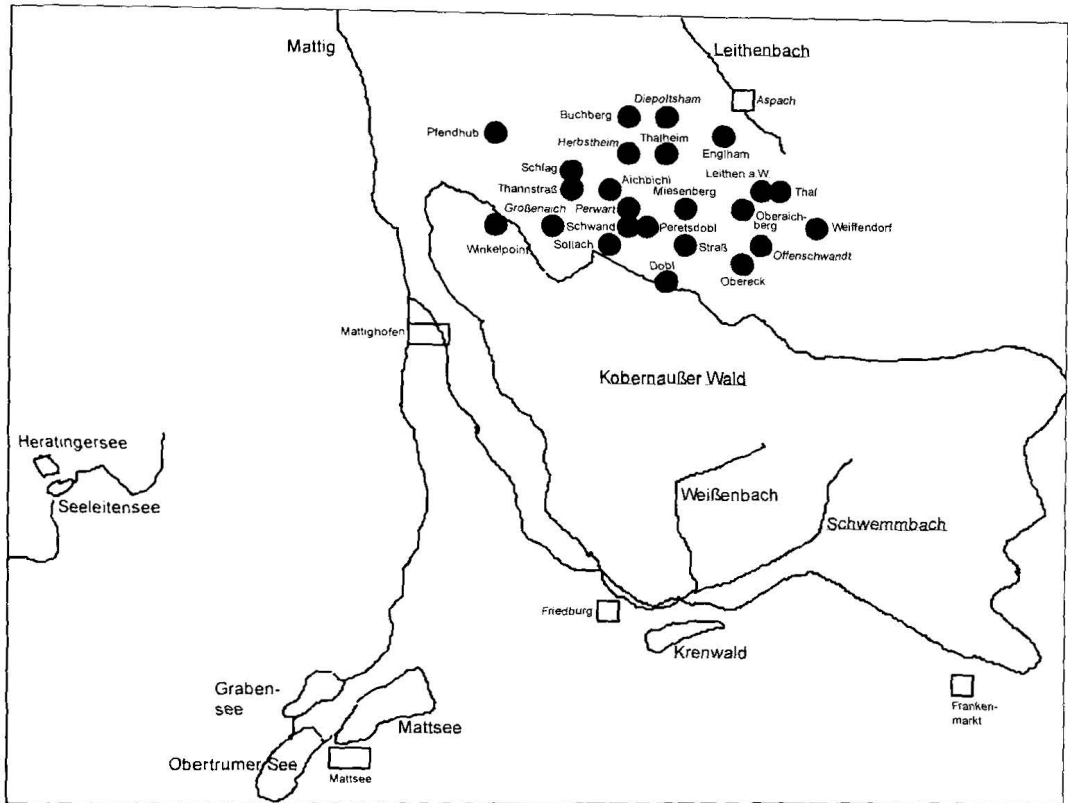 Mattig
Leithenbach
Diepoltsham
Aspach
Buchberg
Pfendhub
Herbstheim
Thalheim
Englham
Schlag
Aichbichl
Leithen a.W
Thannstraß
Miesenberg
Thal
Großenaich
Perwart
Oberaich-
berg
Schwand
Peretsdobl
Weiffendorf
Winkelpoint
Sollach
Straß
Offenschwandt
Dobl
Obereck
Mattighofen
Kobernaußer Wald
Heratingersee
Seeleitensee
Weißenbach
Schwemmbach
Friedburg
Krenwald
Graben-
see
Mattsee
Franken-
markt
Obertrumer See
Mattsee